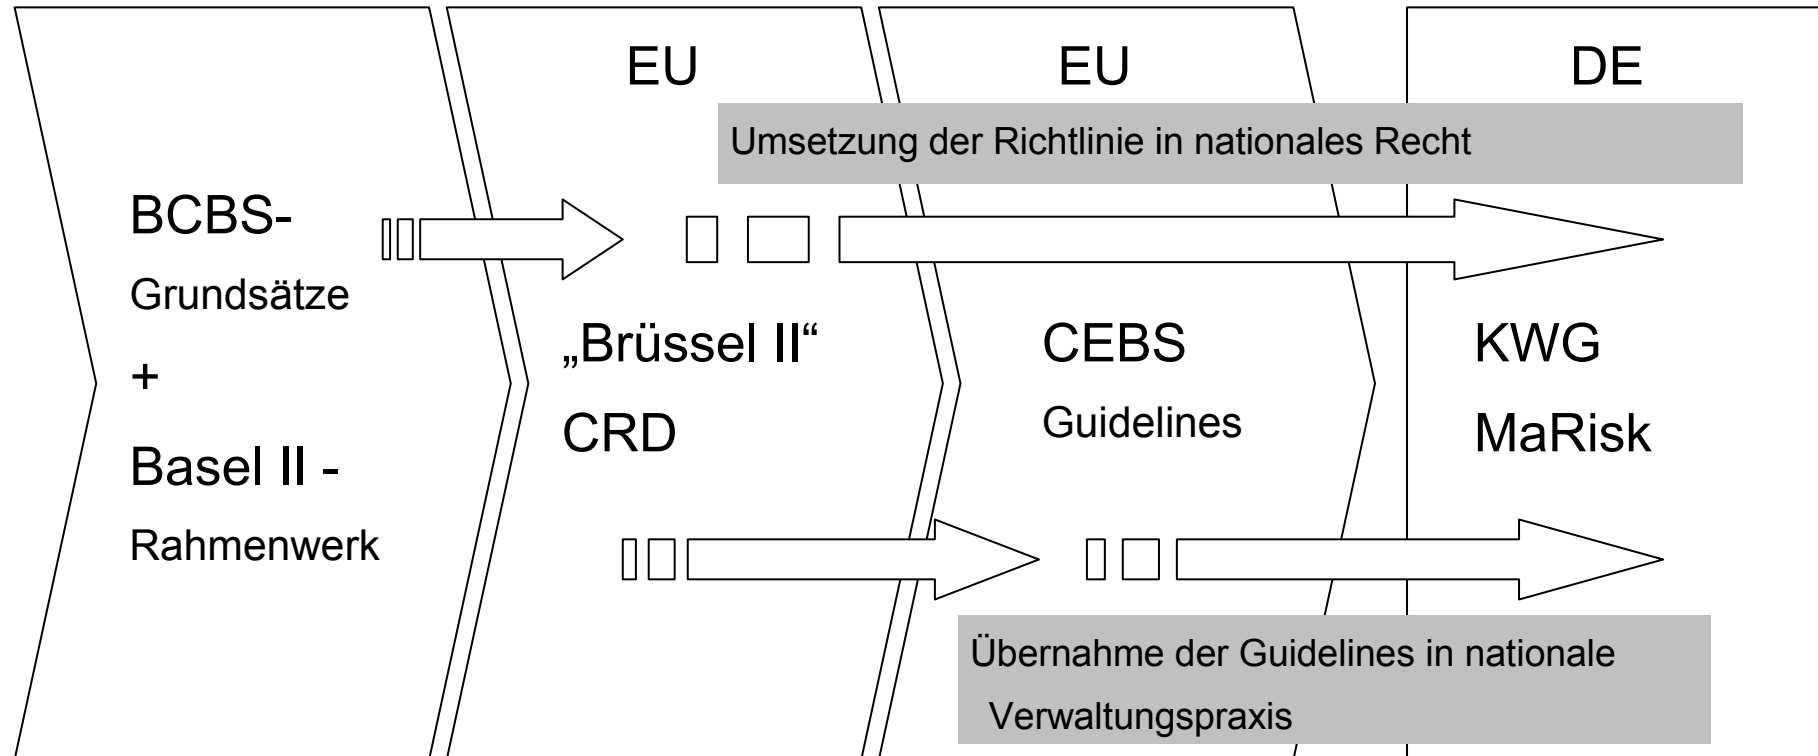 EU
EU
DE
Umsetzung der Richtlinie in nationales Recht
BCBS-
Grundsätze
+
Basel II -
Rahmenwerk
„Brüssel II“
CRD
CEBS
Guidelines
KWG
MaRisk
Übernahme der Guidelines in nationale
Verwaltungspraxis